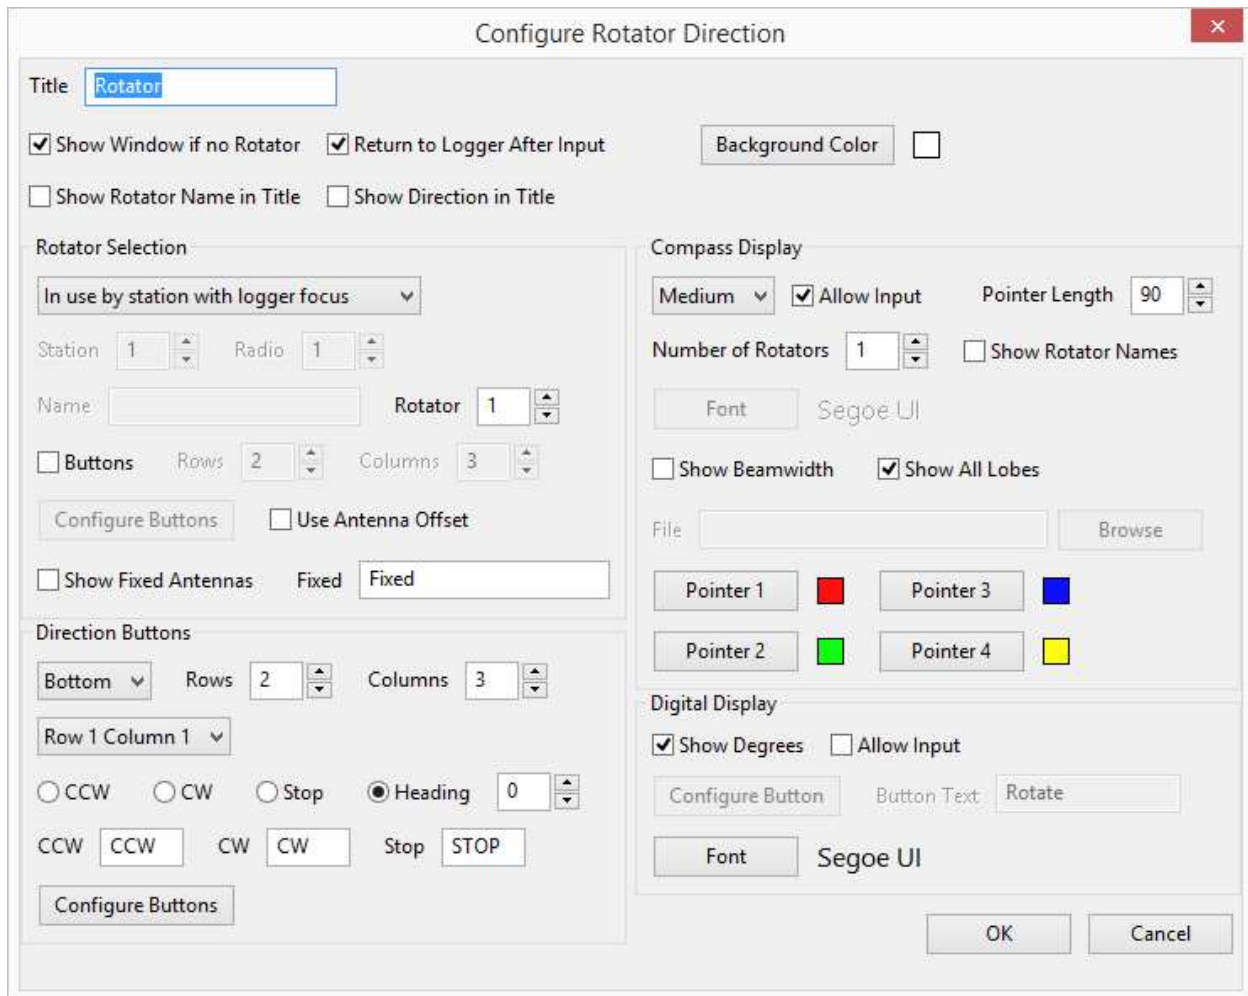 Configure Rotator Direction
Title Rotator
Show Window if no Rotator Return to Logger After Input Background Color
Show Rotator Name in Title Show Direction in Title
Rotator Selection
In use by station with logger focus
Station 1 Radio 1
Name Rotator 1
Buttons Rows 2 Columns 3
Configure Buttons Use Antenna Offset
Show Fixed Antennas Fixed Fixed
Direction Buttons
Bottom Rows 2 Columns 3
Row 1 Column 1
CCW CW Stop Heading 0
CCW CCW CW CW Stop STOP
Configure Buttons
Compass Display
Medium Allow Input Pointer Length 90
Number of Rotators 1 Show Rotator Names
Font Segoe UI
Show Beamwidth Show All Lobes
File Browse
Pointer 1 Pointer 3
Pointer 2 Pointer 4
Digital Display
Show Degrees Allow Input
Configure Button Button Text Rotate
Font Segoe UI
OK Cancel